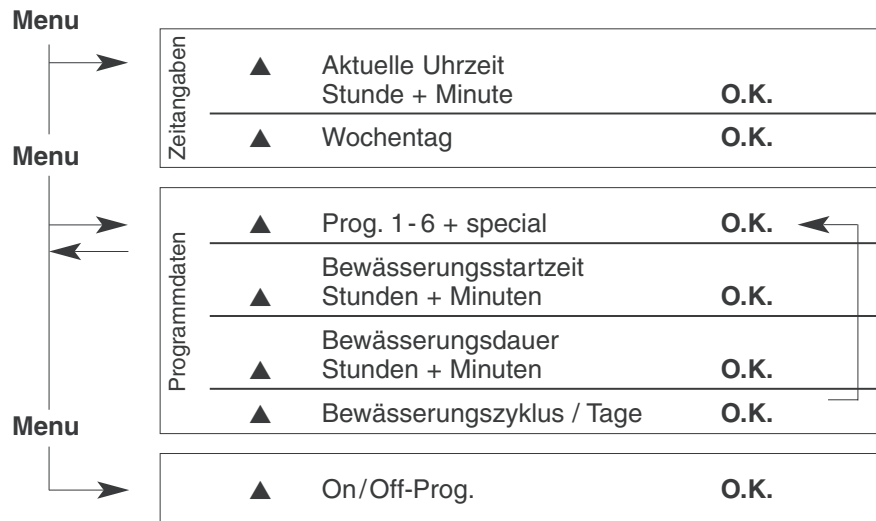 Menu
Zeitangaben
▲ Aktuelle Uhrzeit
Stunde + Minute O.K.
▲ Wochentag O.K.
Menu
Programmdaten
▲ Prog. 1-6 + special O.K.
Bewässerungsstartzeit
▲ Stunden + Minuten O.K.
Bewässerungsdauer
▲ Stunden + Minuten O.K.
▲ Bewässerungszyklus / Tage O.K.
Menu
▲ On/Off-Prog. O.K.